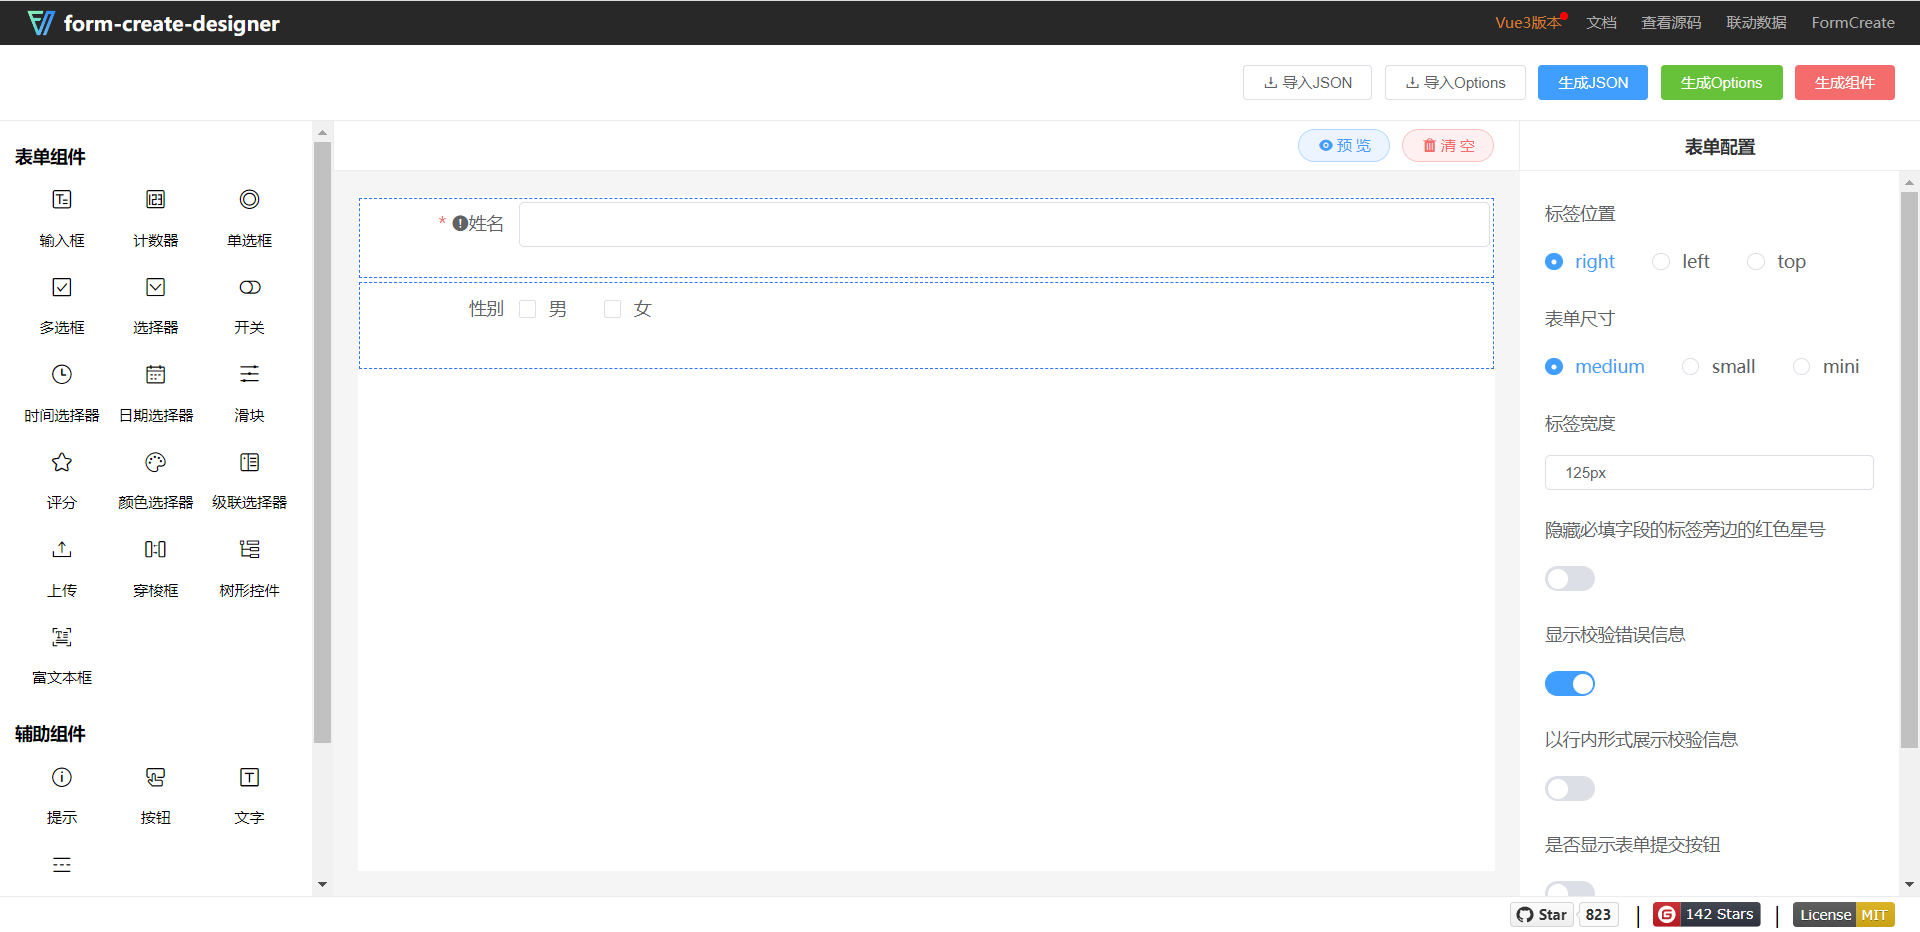 form-create-designer
Vue3版本 文档 查看源码 联动数据 FormCreate
导入JSON 导入Options 生成JSON 生成Options 生成组件
表单组件
输入框 计数器 单选框
多选框 选择器 开关
时间选择器 日期选择器 滑块
评分 颜色选择器 级联选择器
上传 穿梭框 树形控件
富文本框
辅助组件
提示 按钮 文字
预览 清空
* 姓名
性别 男 女
表单配置
标签位置
right left top
表单尺寸
medium small mini
标签宽度
125px
隐藏必填字段的标签旁边的红色星号
显示校验错误信息
以行内形式展示校验信息
是否显示表单提交按钮
Star 823 | 142 Stars | License MIT